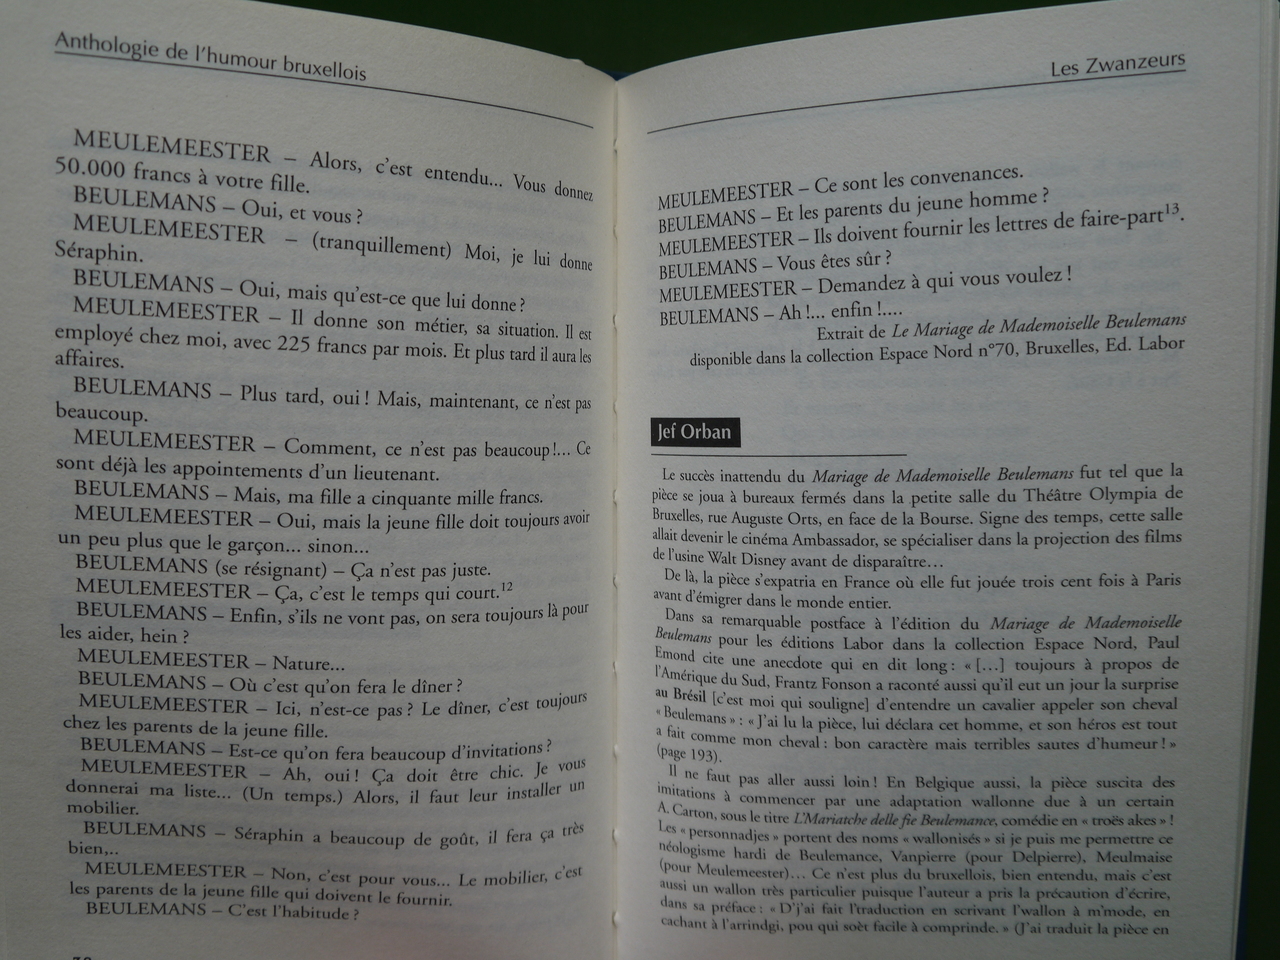 Anthologie de l'humour bruxellois
MEULEMEESTER – Alors, c'est entendu... Vous donnez
50.000 francs à votre fille.
BEULEMANS – Oui, et vous ?
MEULEMEESTER – (tranquillement) Moi, je lui donne
Séraphin.
BEULEMANS – Oui, mais qu'est-ce que lui donne ?
MEULEMEESTER – Il donne son métier, sa situation. Il est
employé chez moi, avec 225 francs par mois. Et plus tard il aura les
affaires.
BEULEMANS – Plus tard, oui ! Mais, maintenant, ce n'est pas
beaucoup.
MEULEMEESTER – Comment, ce n'est pas beaucoup !... Ce
sont déjà les appointements d'un lieutenant.
BEULEMANS – Mais, ma fille a cinquante mille francs.
MEULEMEESTER – Oui, mais la jeune fille doit toujours avoir
un peu plus que le garçon... sinon...
BEULEMANS (se résignant) – Ça n'est pas juste.
MEULEMEESTER – Ça, c'est le temps qui court.12
BEULEMANS – Enfin, s'ils ne vont pas, on sera toujours là pour
les aider, hein ?
MEULEMEESTER – Nature...
BEULEMANS – Où c'est qu'on fera le dîner ?
MEULEMEESTER – Ici, n'est-ce pas ? Le dîner, c'est toujours
chez les parents de la jeune fille.
BEULEMANS – Est-ce qu'on fera beaucoup d'invitations ?
MEULEMEESTER – Ah, oui ! Ça doit être chic. Je vous
donnerai ma liste... (Un temps.) Alors, il faut leur installer un
mobilier.
BEULEMANS – Séraphin a beaucoup de goût, il fera ça très
bien,..
MEULEMEESTER – Non, c'est pour vous... Le mobilier, c'est
les parents de la jeune fille qui doivent le fournir.
BEULEMANS – C'est l'habitude ?
Les Zwanzeurs
MEULEMEESTER – Ce sont les convenances.
BEULEMANS – Et les parents du jeune homme ?
MEULEMEESTER – Ils doivent fournir les lettres de faire-part13.
BEULEMANS – Vous êtes sûr ?
MEULEMEESTER – Demandez à qui vous voulez !
BEULEMANS – Ah !... enfin !....
Extrait de Le Mariage de Mademoiselle Beulemans
disponible dans la collection Espace Nord n°70, Bruxelles, Ed. Labor
Jef Orban
Le succès inattendu du Mariage de Mademoiselle Beulemans fut tel que la
pièce se joua à bureaux fermés dans la petite salle du Théâtre Olympia de
Bruxelles, rue Auguste Orts, en face de la Bourse. Signe des temps, cette salle
allait devenir le cinéma Ambassador, se spécialiser dans la projection des films
de l'usine Walt Disney avant de disparaître...
De là, la pièce s'expatria en France où elle fut jouée trois cent fois à Paris
avant d'émigrer dans le monde entier.
Dans sa remarquable postface à l'édition du Mariage de Mademoiselle
Beulemans pour les éditions Labor dans la collection Espace Nord, Paul
Emond cite une anecdote qui en dit long : « [...] toujours à propos de
l'Amérique du Sud, Frantz Fonson a raconté aussi qu'il eut un jour la surprise
au Brésil [c'est moi qui souligne] d'entendre un cavalier appeler son cheval
« Beulemans » : « J'ai lu la pièce, lui déclara cet homme, et son héros est tout
a fait comme mon cheval : bon caractère mais terribles sautes d'humeur ! »
(page 193).
Il ne faut pas aller aussi loin ! En Belgique aussi, la pièce suscita des
imitations à commencer par une adaptation wallonne due à un certain
A. Carton, sous le titre L'Mariatche delle fie Beulemance, comédie en « troës akes » !
Les « personnadjes » portent des noms « wallonisés » si je puis me permettre ce
néologisme hardi de Beulemance, Vanpierre (pour Delpierre), Meulmaise
(pour Meulemeester)... Ce n'est plus du bruxellois, bien entendu, mais c'est
aussi un wallon très particulier puisque l'auteur a pris la précaution d'écrire,
dans sa préface : « D'j'ai fait l'traduction en scrivant l'wallon à m'mode, en
cachant à l'arrindgi, pou qui soèt facile à comprinde. » (J'ai traduit la pièce en